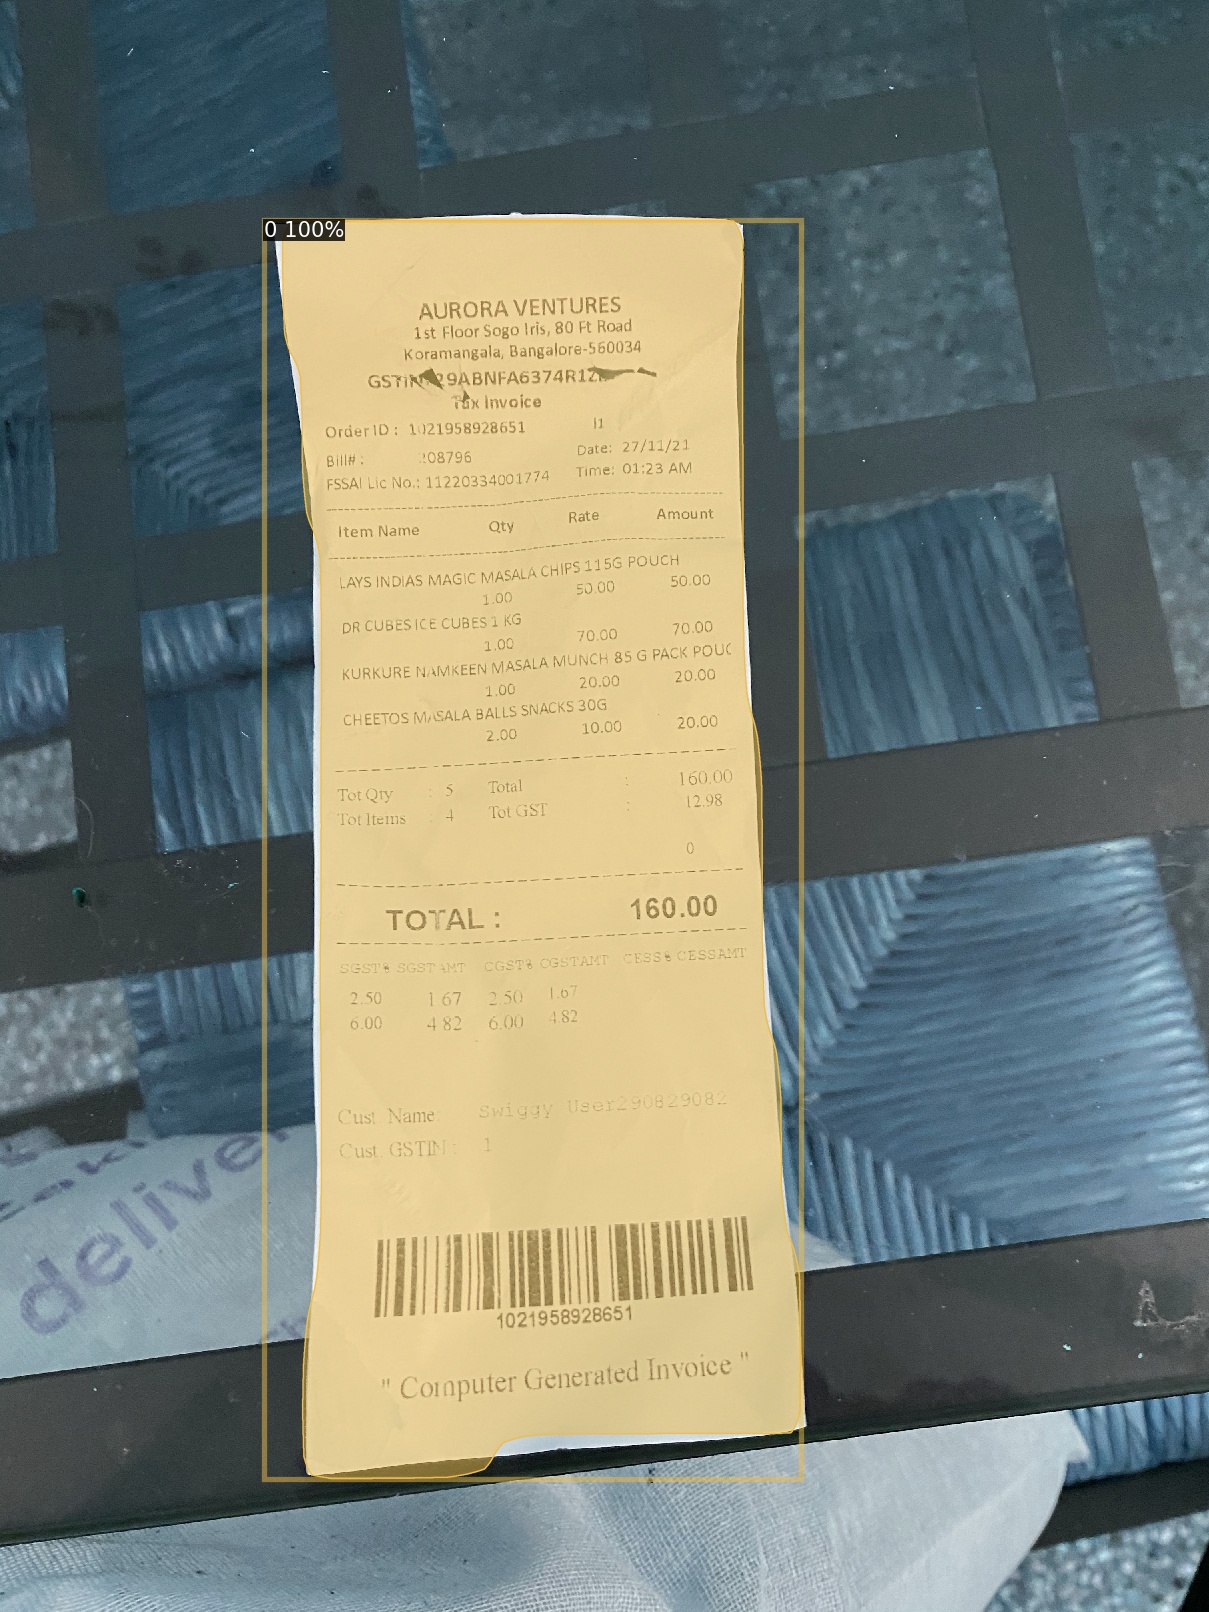 0 100%
AURORA VENTURES
1st Floor Sogo Iris, 80 Ft Road
Koramangala, Bangalore-560034
Tax Invoice
Order ID : 1021958928651 I1
Bill# : Date: 27/11/21
FSSAI Lic No.: 11220334001774 Time: 01:23 AM
Item Name Qty Rate Amount
LAYS INDIAS MAGIC MASALA CHIPS 115G POUCH
1.00 50.00 50.00
DR CUBES ICE CUBES 1 KG
1.00 70.00 70.00
KURKURE NAMKEEN MASALA MUNCH 85 G PACK POUC
1.00 20.00 20.00
CHEETOS MASALA BALLS SNACKS 30G
2.00 10.00 20.00
Tot Qty : 5 Total : 160.00
Tot Items : 4 Tot GST : 12.98
0
TOTAL : 160.00
SGST% SGSTAMT CGST% CGSTAMT CESS% CESSAMT
2.50 1.67 2.50 1.67
6.00 4.82 6.00 4.82
Cust. Name Swiggy User290829082
Cust. GSTIN : 1
1021958928651
" Computer Generated Invoice "
deliver